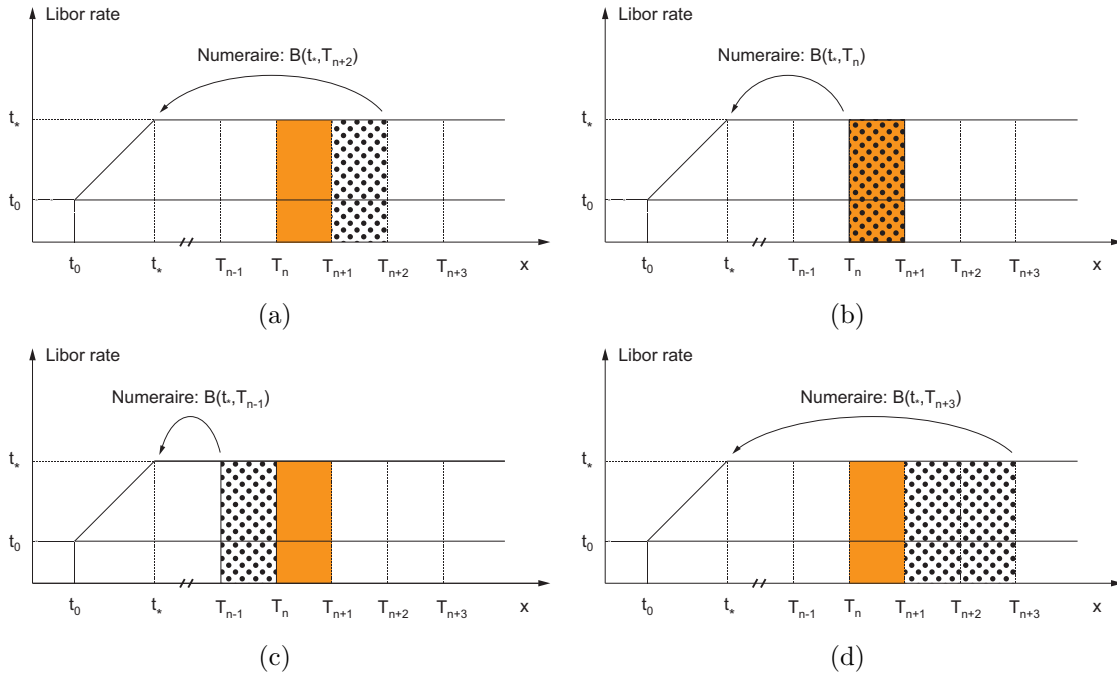 Libor rate
Numeraire: B(t*,Tn+2)
t*
t0
t0 t* Tn-1 Tn Tn+1 Tn+2 Tn+3 x
(a)
Libor rate
Numeraire: B(t*,Tn)
t*
t0
t0 t* Tn-1 Tn Tn+1 Tn+2 Tn+3 x
(b)
Libor rate
Numeraire: B(t*,Tn-1)
t*
t0
t0 t* Tn-1 Tn Tn+1 Tn+2 Tn+3 x
(c)
Libor rate
Numeraire: B(t*,Tn+3)
t*
t0
t0 t* Tn-1 Tn Tn+1 Tn+2 Tn+3 x
(d)